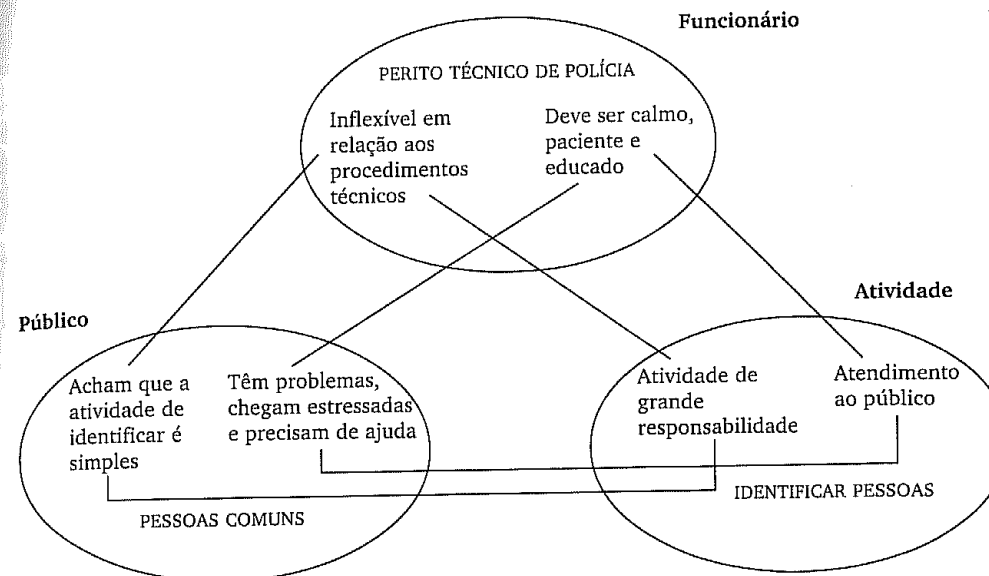 Funcionário
PERITO TÉCNICO DE POLÍCIA
Inflexível em
relação aos
procedimentos
técnicos
Deve ser calmo,
paciente e
educado
Público
Acham que a
atividade de
identificar é
simples
Têm problemas,
chegam estressadas
e precisam de ajuda
PESSOAS COMUNS
Atividade
Atividade de
grande
responsabilidade
Atendimento
ao público
IDENTIFICAR PESSOAS